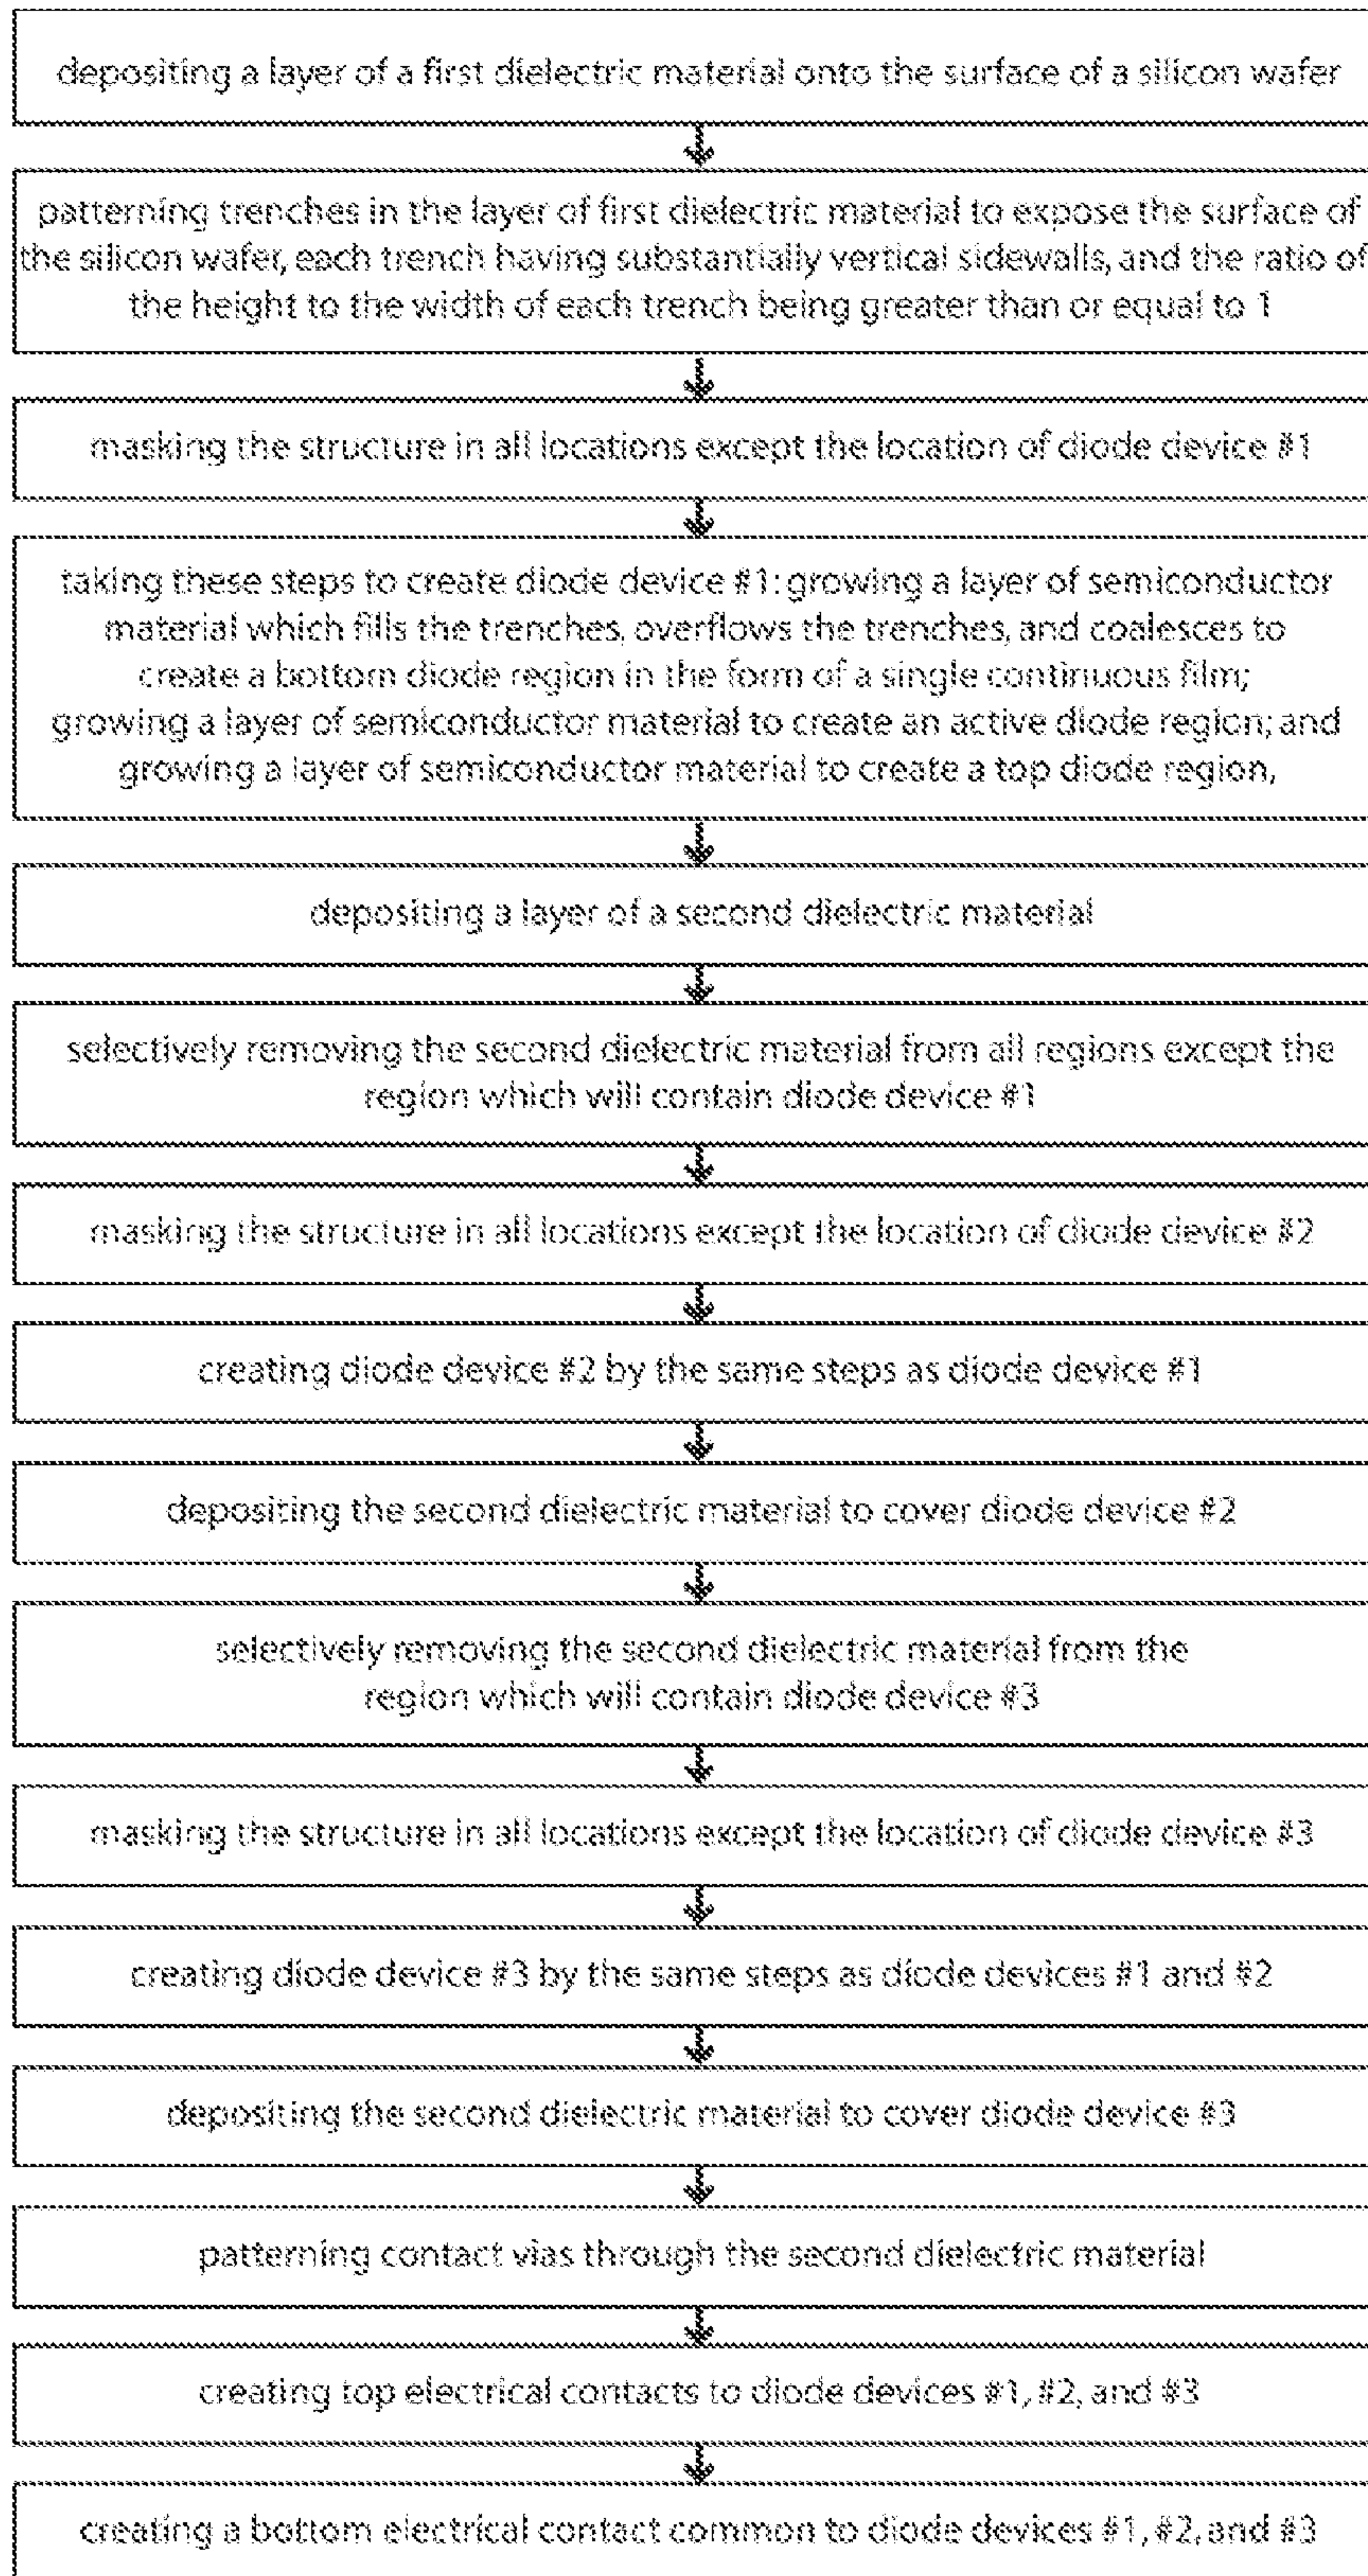 depositing a layer of a first dielectric material onto the surface of a silicon wafer
patterning trenches in the layer of first dielectric material to expose the surface of
the silicon wafer, each trench having substantially vertical sidewalls, and the ratio of
the height to the width of each trench being greater than or equal to 1
masking the structure in all locations except the location of diode device #1
taking these steps to create diode device #1: growing a layer of semiconductor
material which fills the trenches, overflows the trenches, and coalesces to
create a bottom diode region in the form of a single continuous film;
growing a layer of semiconductor material to create an active diode region; and
growing a layer of semiconductor material to create a top diode region,
depositing a layer of a second dielectric material
selectively removing the second dielectric material from all regions except the
region which will contain diode device #1
masking the structure in all locations except the location of diode device #2
creating diode device #2 by the same steps as diode device #1
depositing the second dielectric material to cover diode device #2
selectively removing the second dielectric material from the
region which will contain diode device #3
masking the structure in all locations except the location of diode device #3
creating diode device #3 by the same steps as diode devices #1 and #2
depositing the second dielectric material to cover diode device #3
patterning contact vias through the second dielectric material
creating top electrical contacts to diode devices #1, #2, and #3
creating a bottom electrical contact common to diode devices #1, #2, and #3